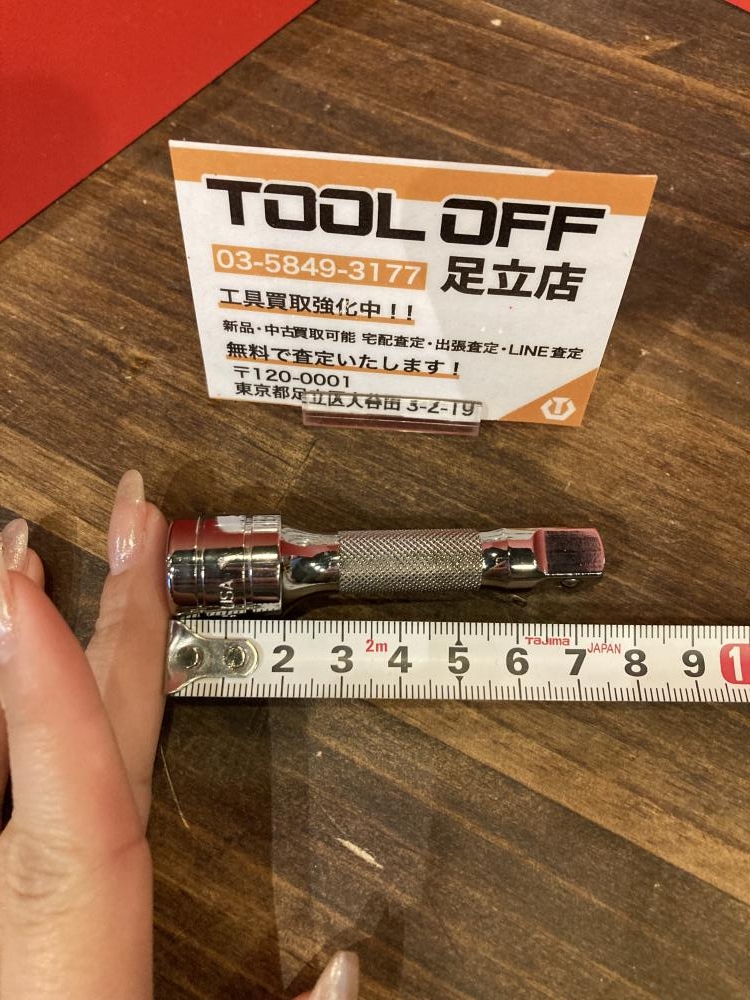 TOOL OFF
03-5849-3177 足立店
工具買取強化中!!
新品・中古買取可能 宅配査定・出張査定・LINE査定
無料で査定いたします!
〒120-0001
東京都足立区大谷田 3-2-19
USA
2m Tajima JAPAN
2 3 4 5 6 7 8 9 1